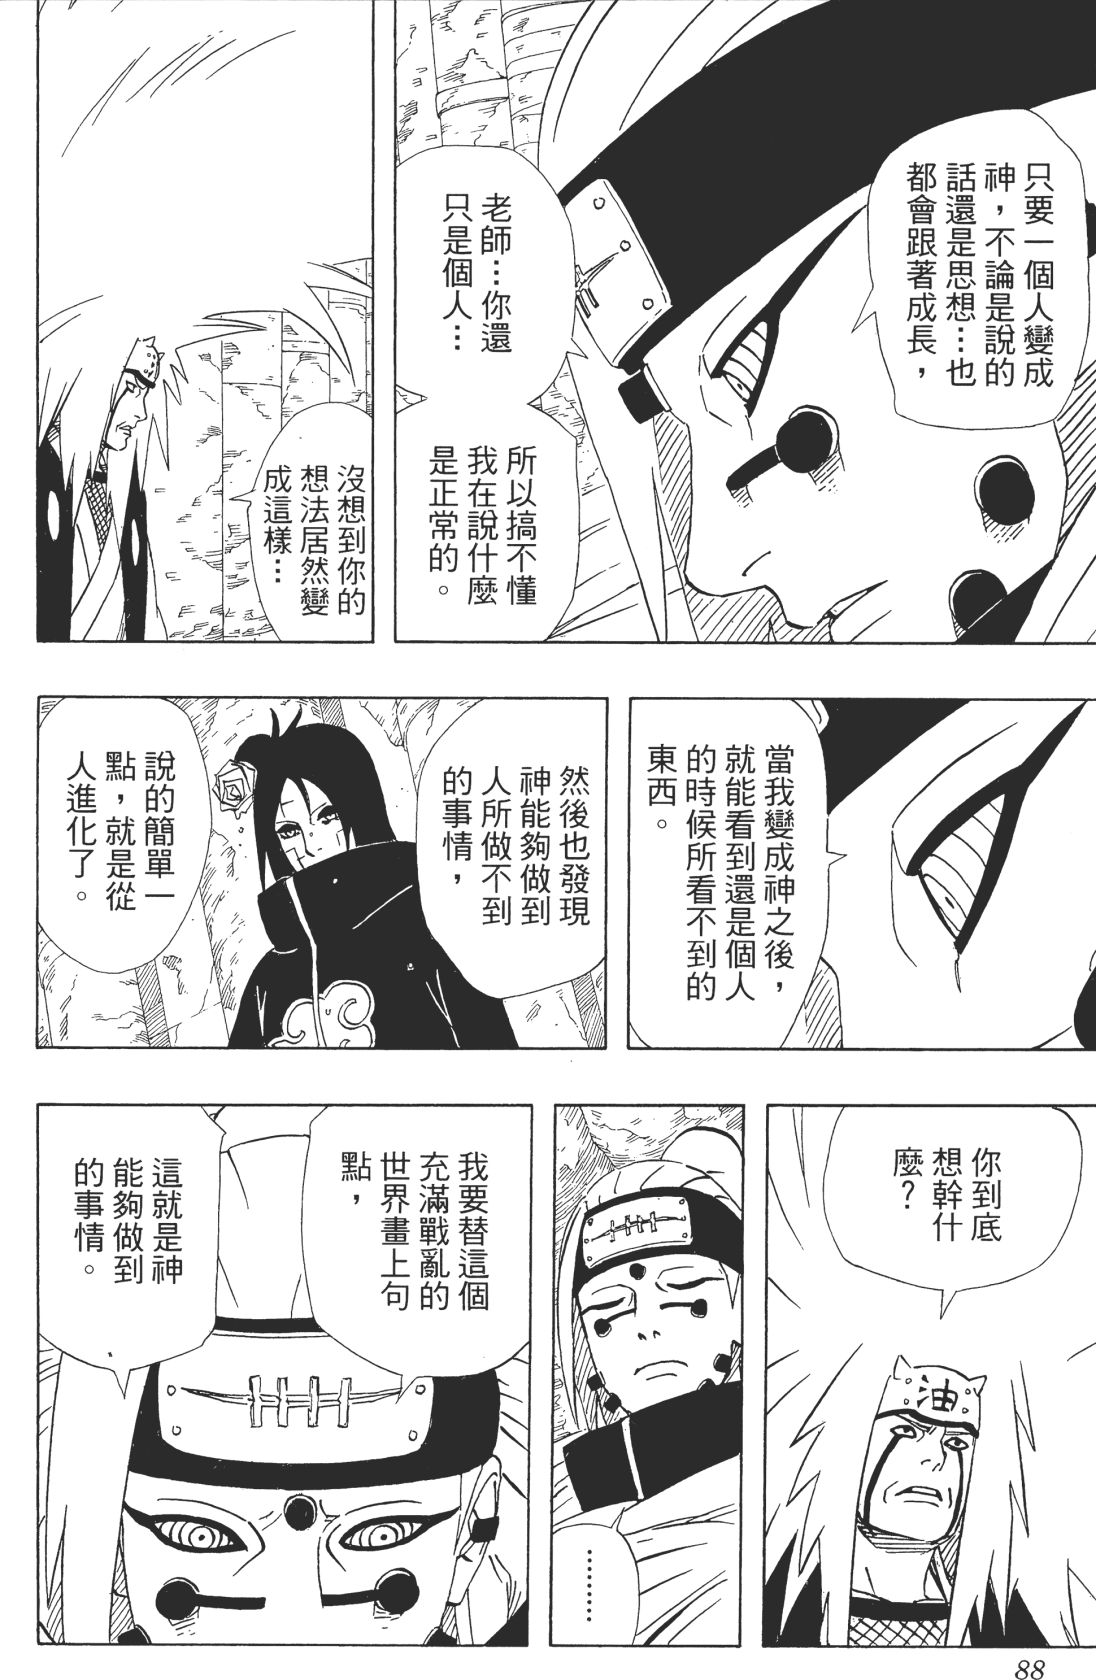 只要一個人變成
神，不論是說的
話還是思想…也
都會跟著成長，
老師…你還
只是個人…
所以搞不懂
我在說什麼
是正常的。
沒想到你的
想法居然變
成這樣…
當我變成神之後，
就能看到還是個人
的時候所看不到的
東西。
然後也發現
神能夠做到
人所做不到
的事情，
說的簡單一
點，就是從
人進化了。
你到底
想幹什
麼？
油
………
我要替這個
充滿戰亂的
世界畫上句
點，
這就是神
能夠做到
的事情。
88